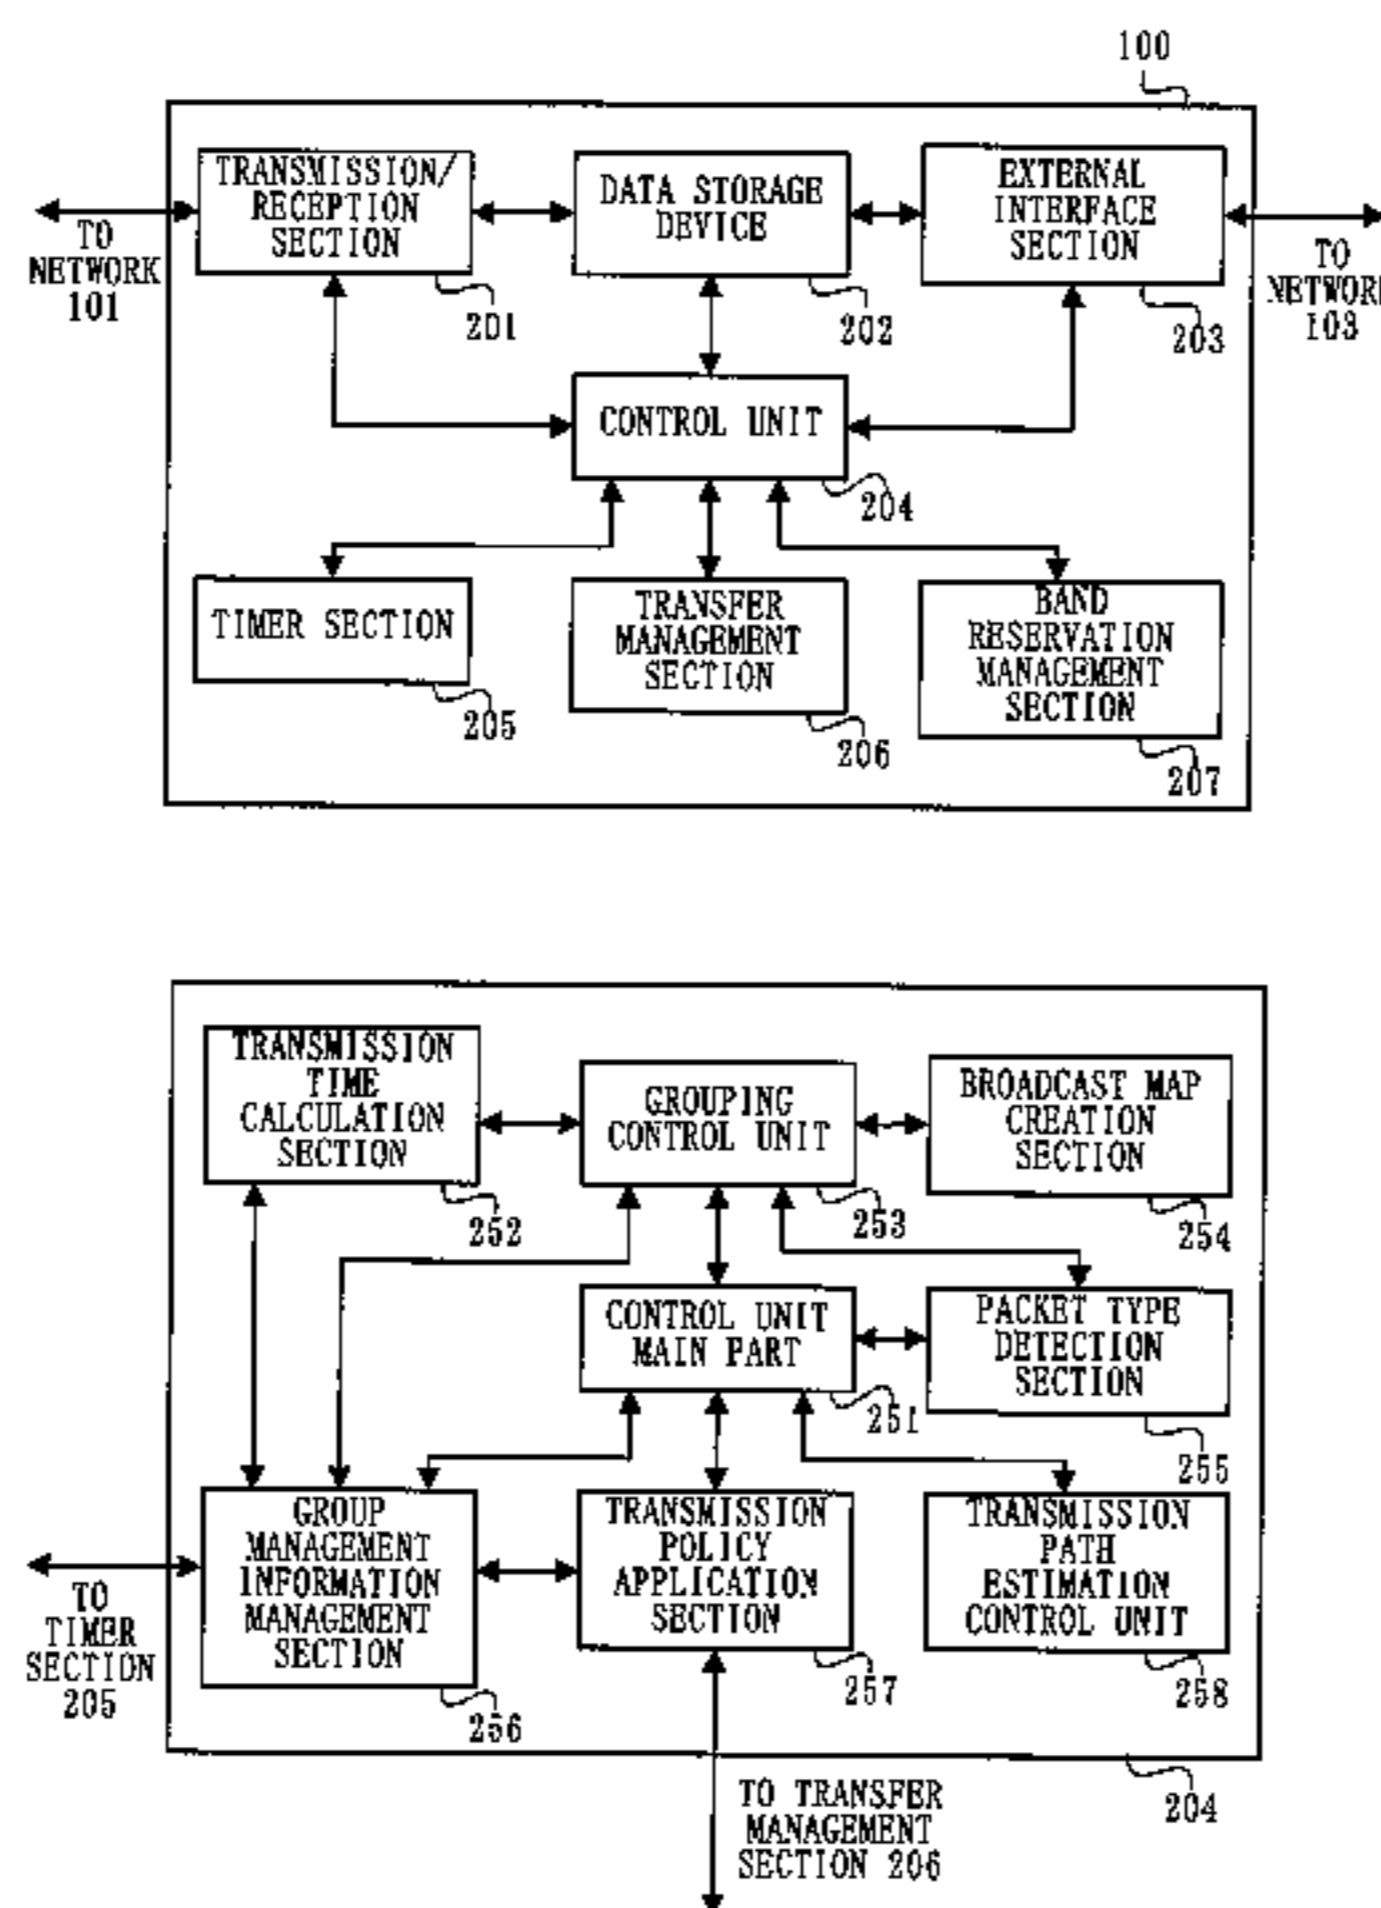 100
TRANSMISSION/
RECEPTION
SECTION
DATA STORAGE
DEVICE
EXTERNAL
INTERFACE
SECTION
TO
NETWORK
101
TO
NETWORK
103
201
202
203
CONTROL UNIT
204
TIMER SECTION
TRANSFER
MANAGEMENT
SECTION
BAND
RESERVATION
MANAGEMENT
SECTION
205
206
207
TRANSMISSION
TIME
CALCULATION
SECTION
GROUPING
CONTROL UNIT
BROADCAST MAP
CREATION
SECTION
252
253
254
CONTROL UNIT
MAIN PART
PACKET TYPE
DETECTION
SECTION
251
255
GROUP
MANAGEMENT
INFORMATION
MANAGEMENT
SECTION
TRANSMISSION
POLICY
APPLICATION
SECTION
TRANSMISSION
PATH
ESTIMATION
CONTROL UNIT
TO
TIMER
SECTION
205
256
257
258
204
TO TRANSFER
MANAGEMENT
SECTION 206